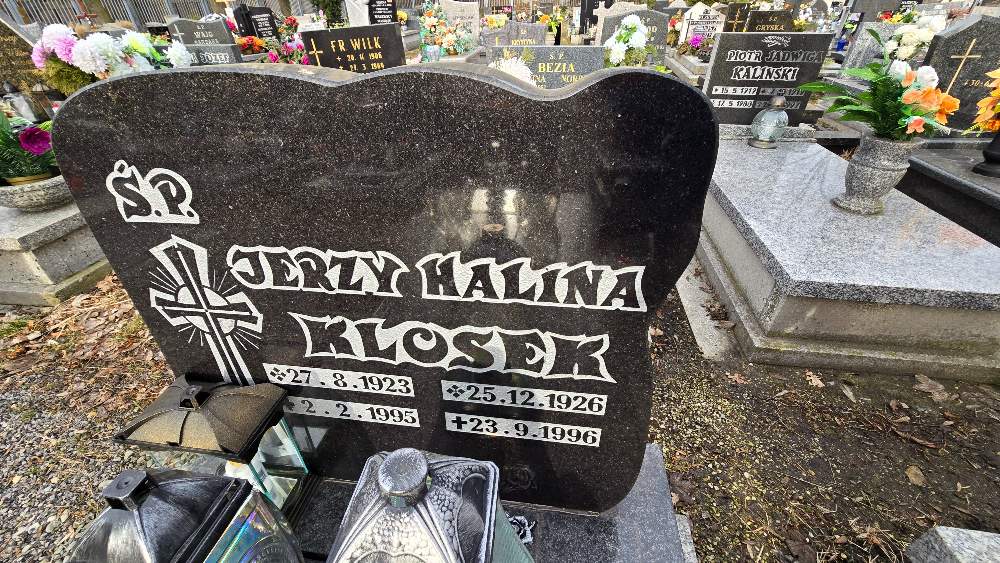 Ś.P.
JERZY HALINA
KLOSEK
27.8.1923
25.12.1926
2.2.1995
23.9.1996
FR WILK
BEZIA
PIOTR JADWIGA
KALINSKI